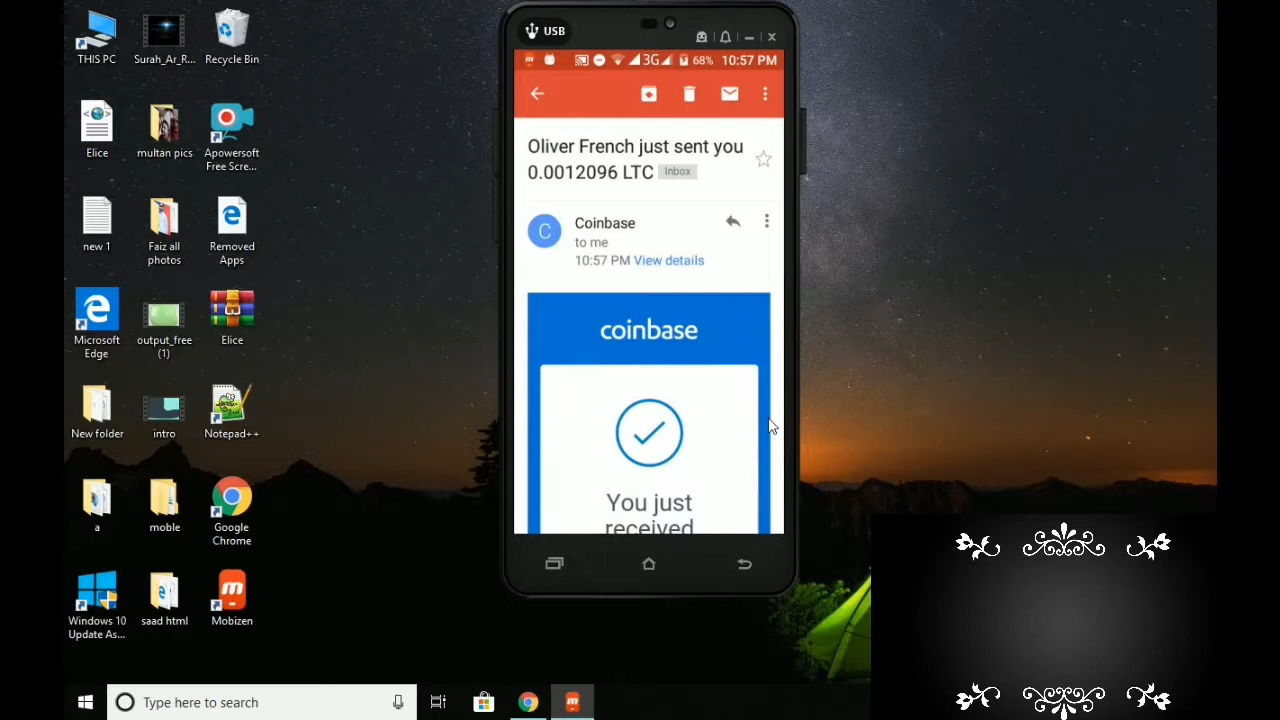 THIS PC
Surah_Ar_R...
Recycle Bin
Elice
multan pics
Apowersoft
Free Scre...
new 1
Faiz all
photos
Removed
Apps
Microsoft
Edge
output_free
(1)
Elice
New folder
intro
Notepad++
a
moble
Google
Chrome
Windows 10
Update As...
saad html
Mobizen
USB
3G
68%
10:57 PM
Oliver French just sent you
0.0012096 LTC Inbox
C
Coinbase
to me
10:57 PM View details
coinbase
You just
received
Type here to search